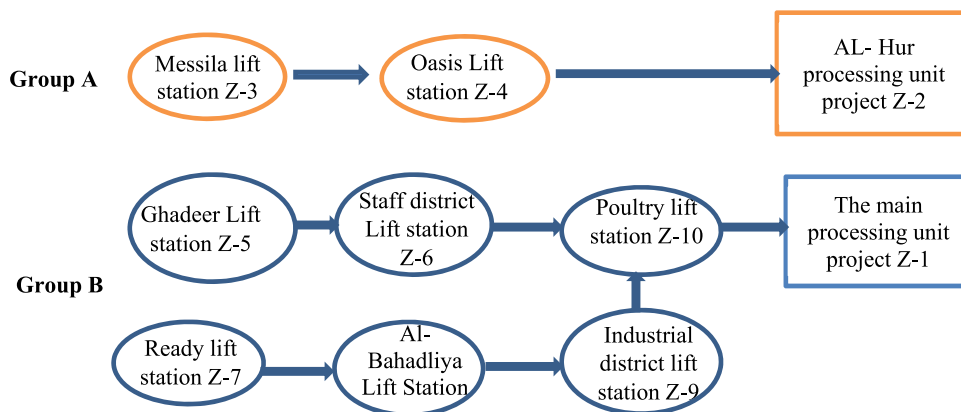 Group A
Messila lift
station Z-3
Oasis Lift
station Z-4
AL- Hur
processing unit
project Z-2
Group B
Ghadeer Lift
station Z-5
Staff district
Lift station
Z-6
Poultry lift
station Z-10
The main
processing unit
project Z-1
Ready lift
station Z-7
Al-
Bahadliya
Lift Station
Industrial
district lift
station Z-9